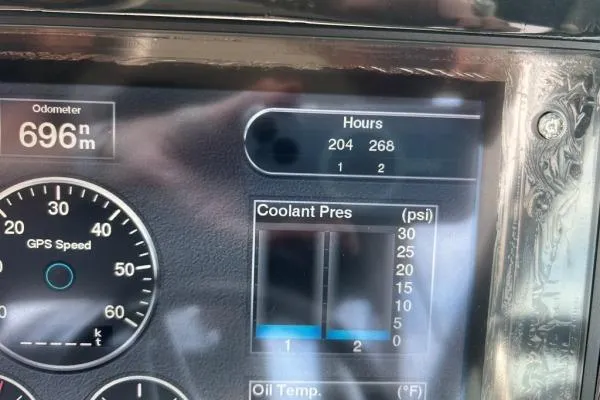 Odometer
696 n m
Hours
204 268
1 2
Coolant Pres (psi)
30
25
20
15
10
5
0
1 2
20 30 40 50 60
GPS Speed
0
_ _ _ _ _ k t
Oil Temp. (°F)